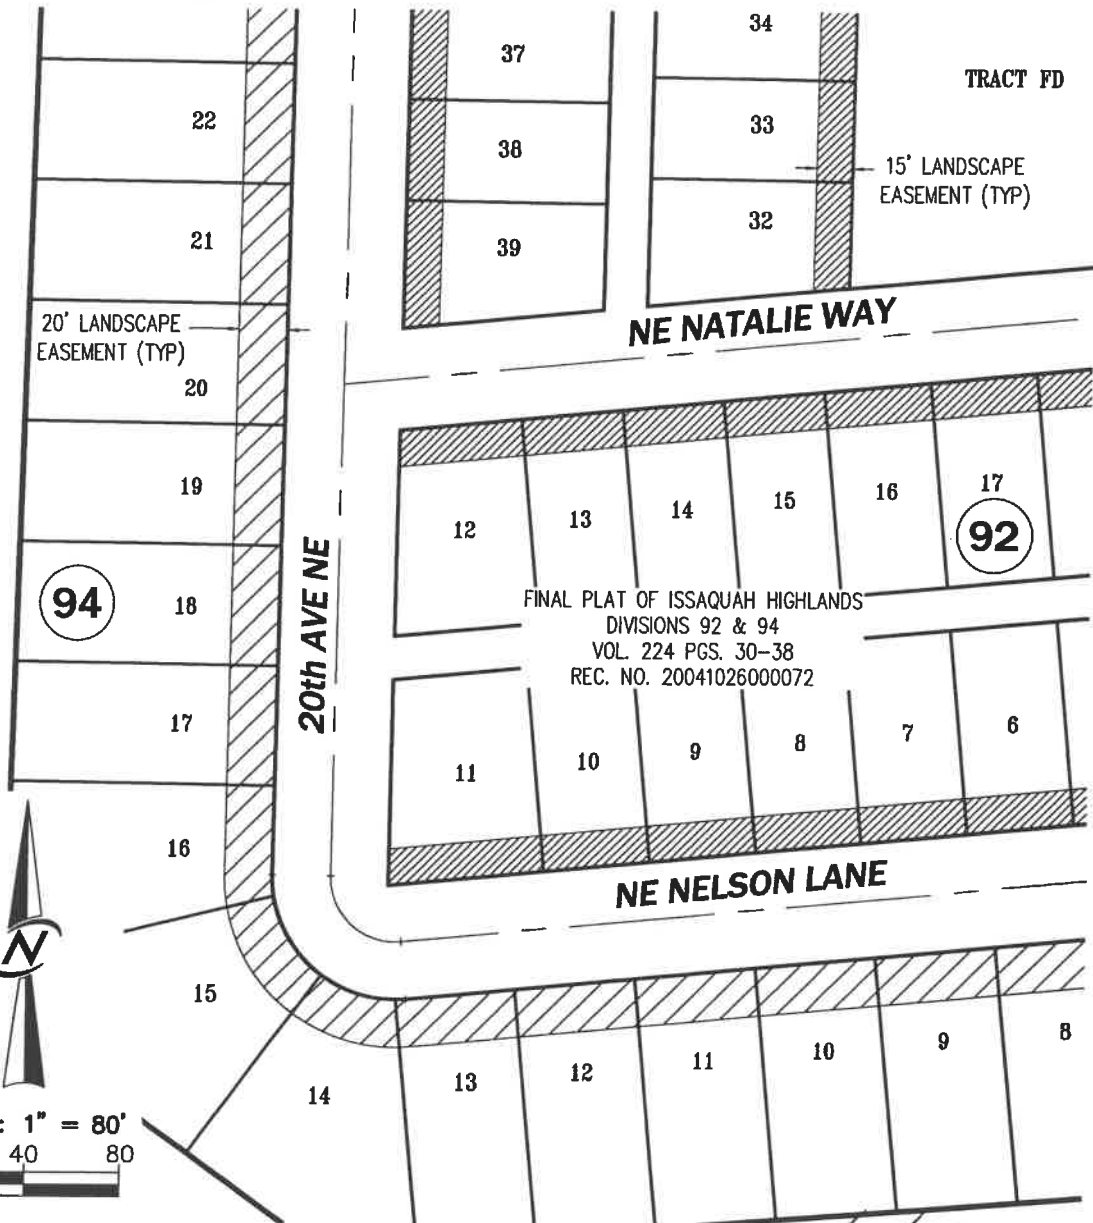 34
37
TRACT FD
22
33
38
15' LANDSCAPE
EASEMENT (TYP)
32
21
39
NE NATALIE WAY
20' LANDSCAPE
EASEMENT (TYP)
20
19
17
16
15
14
13
12
92
20th AVE NE
94
18
FINAL PLAT OF ISSAQUAH HIGHLANDS
DIVISIONS 92 & 94
VOL. 224 PGS. 30-38
REC. NO. 20041026000072
17
11
10
9
8
7
6
16
NE NELSON LANE
N
15
14
13
12
11
10
9
8
: 1" = 80'
40 80